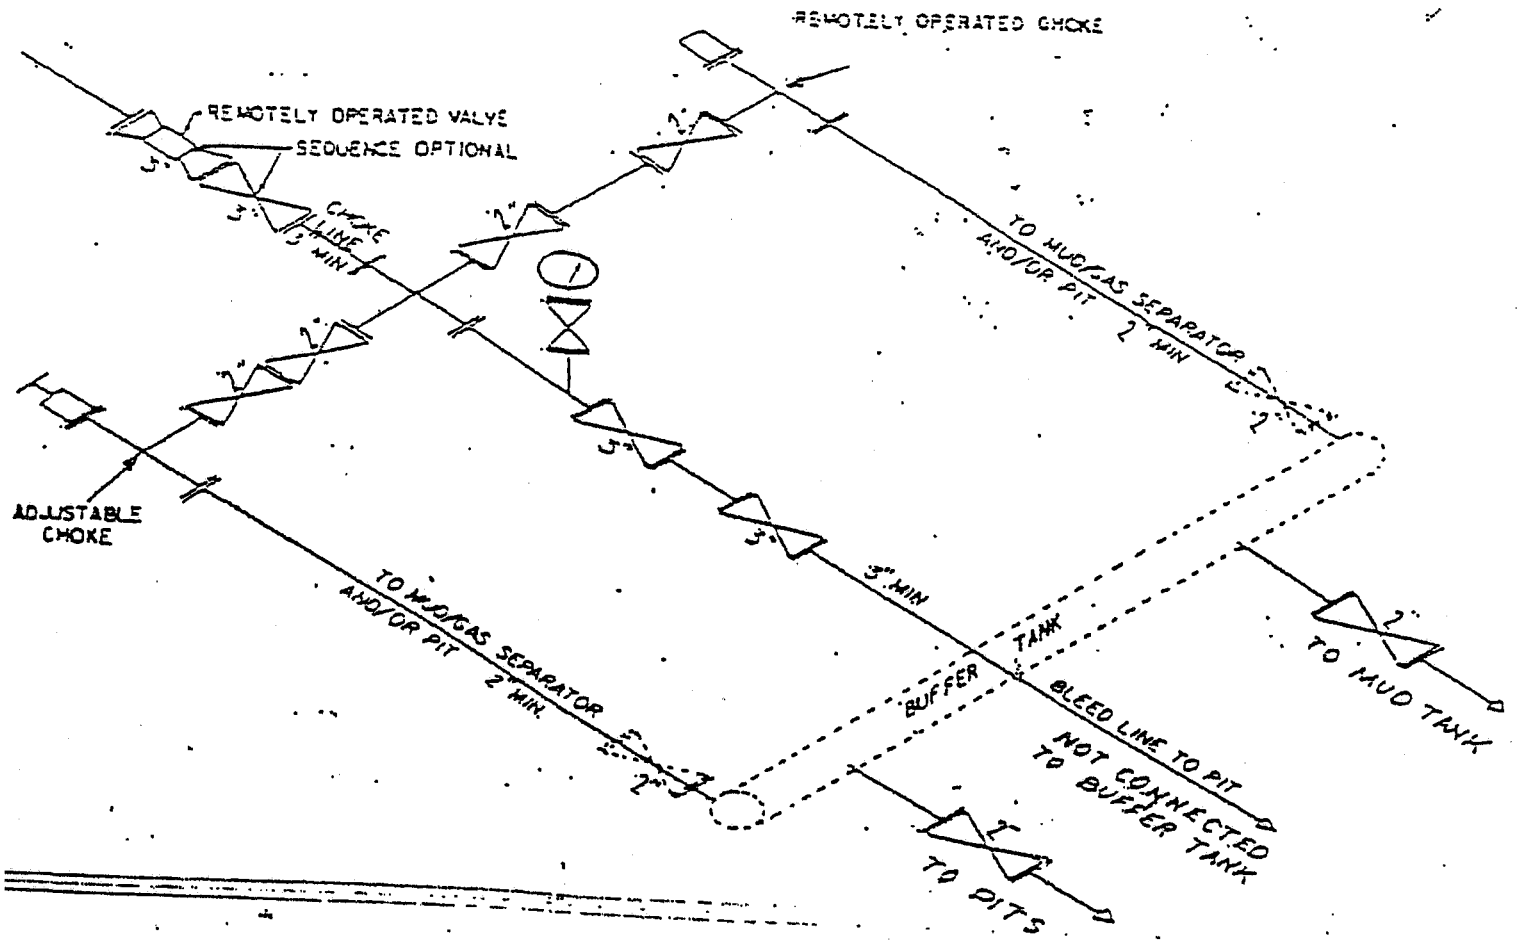 REMOTELY OPERATED CHOKE
REMOTELY OPERATED VALVE
SEQUENCE OPTIONAL
3"
3"
CHOKE
LINE
3" MIN
2"
2"
2"
2"
ADJUSTABLE
CHOKE
TO MUD/GAS SEPARATOR
AND/OR PIT
2" MIN
2"
3"
3"
3" MIN
TO MUD/GAS SEPARATOR
AND/OR PIT
2" MIN.
2"
BUFFER TANK
BLEED LINE TO PIT
NOT CONNECTED
TO BUFFER TANK
2"
TO MUD TANK
TO PITS